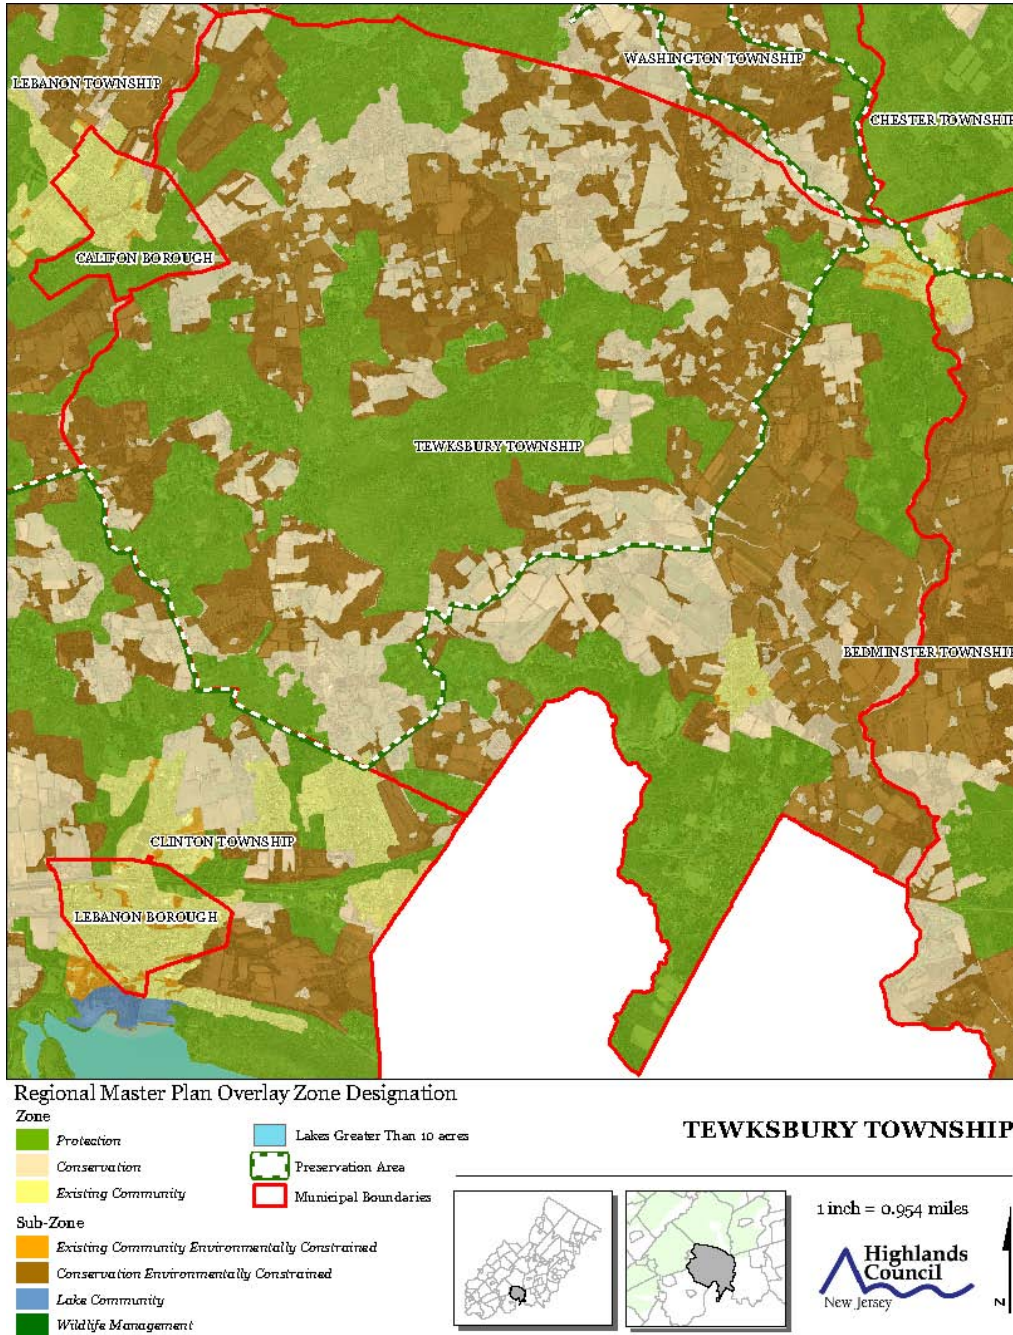 WASHINGTON TOWNSHIP
LEBANON TOWNSHIP
CHESTER TOWNSHIP
CALIFON BOROUGH
TEWKSBURY TOWNSHIP
BEDMINSTER TOWNSHIP
CLINTON TOWNSHIP
LEBANON BOROUGH
Regional Master Plan Overlay Zone Designation
Zone
Protection
Conservation
Existing Community
Sub-Zone
Existing Community Environmentally Constrained
Conservation Environmentally Constrained
Lake Community
Wildlife Management
Lakes Greater Than 10 acres
Preservation Area
Municipal Boundaries
TEWKSBURY TOWNSHIP
1 inch = 0.954 miles
Highlands
Council
New Jersey
N